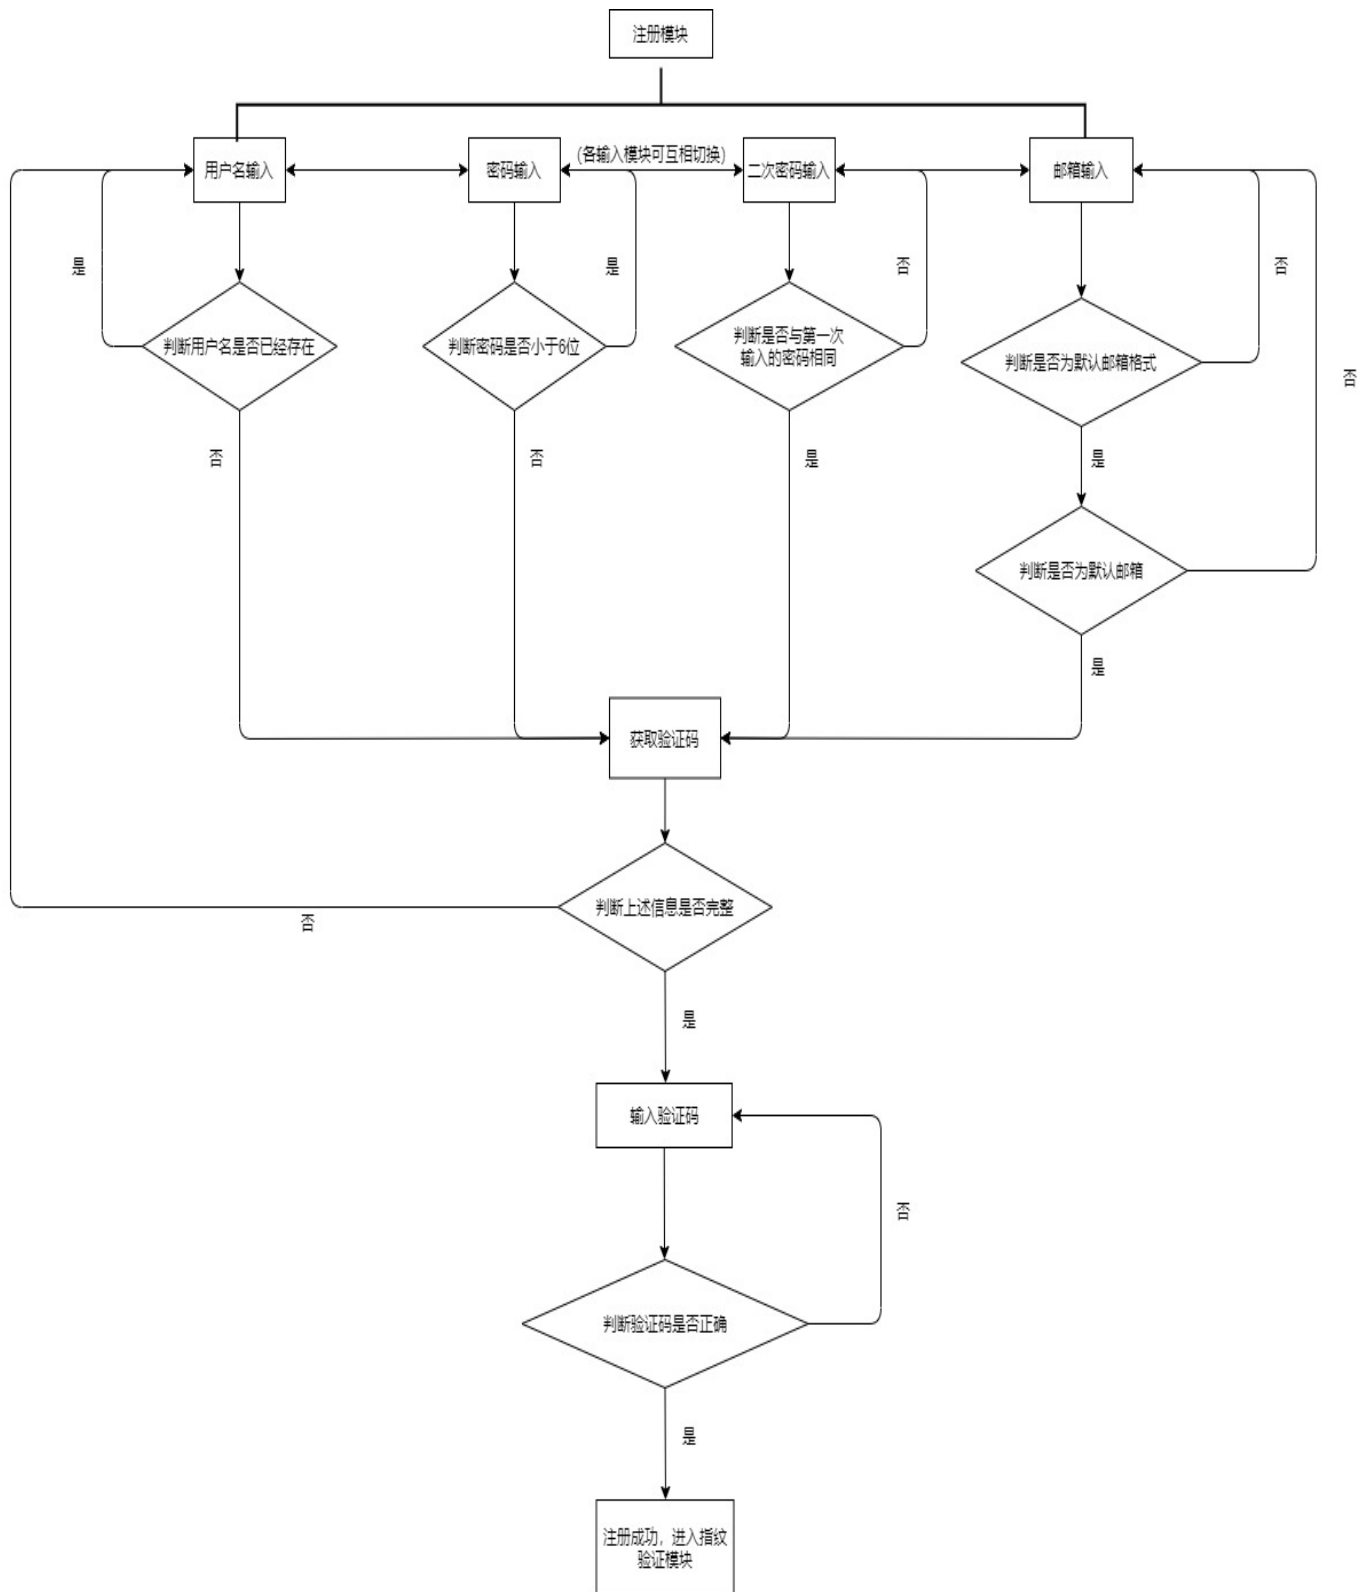 注册模块
(各输入模块可互相切换)
用户名输入
密码输入
二次密码输入
邮箱输入
是
是
否
否
判断用户名是否已经存在
判断密码是否小于6位
判断是否与第一次
输入的密码相同
判断是否为默认邮箱格式
否
否
否
是
是
判断是否为默认邮箱
是
获取验证码
判断上述信息是否完整
否
是
输入验证码
否
判断验证码是否正确
是
注册成功，进入指纹
验证模块